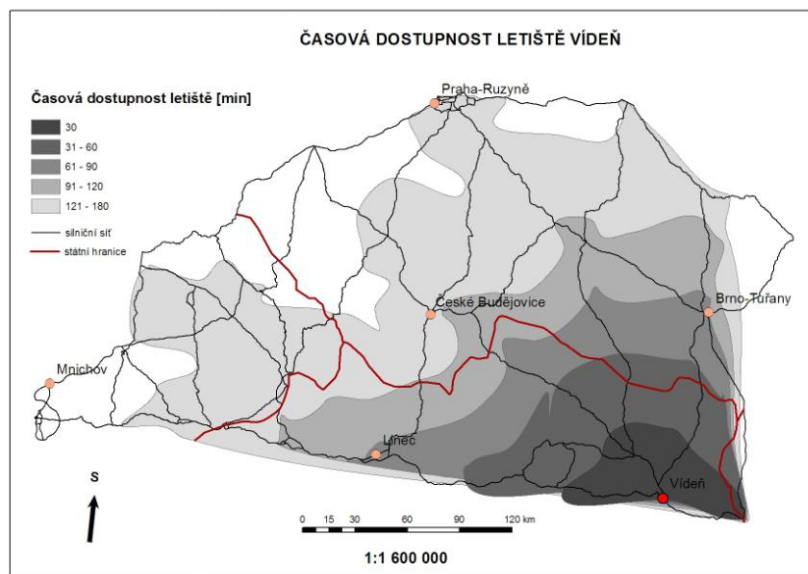 ČASOVÁ DOSTUPNOST LETIŠTĚ VÍDEŇ
Praha-Ruzyně
Časová dostupnost letiště [min]
30
31 - 60
61 - 90
91 - 120
121 - 180
silniční síť
státní hranice
České Budějovice
Brno-Tuřany
Mnichov
Linec
Vídeň
S
0 15 30 60 90 120 km
1:1 600 000